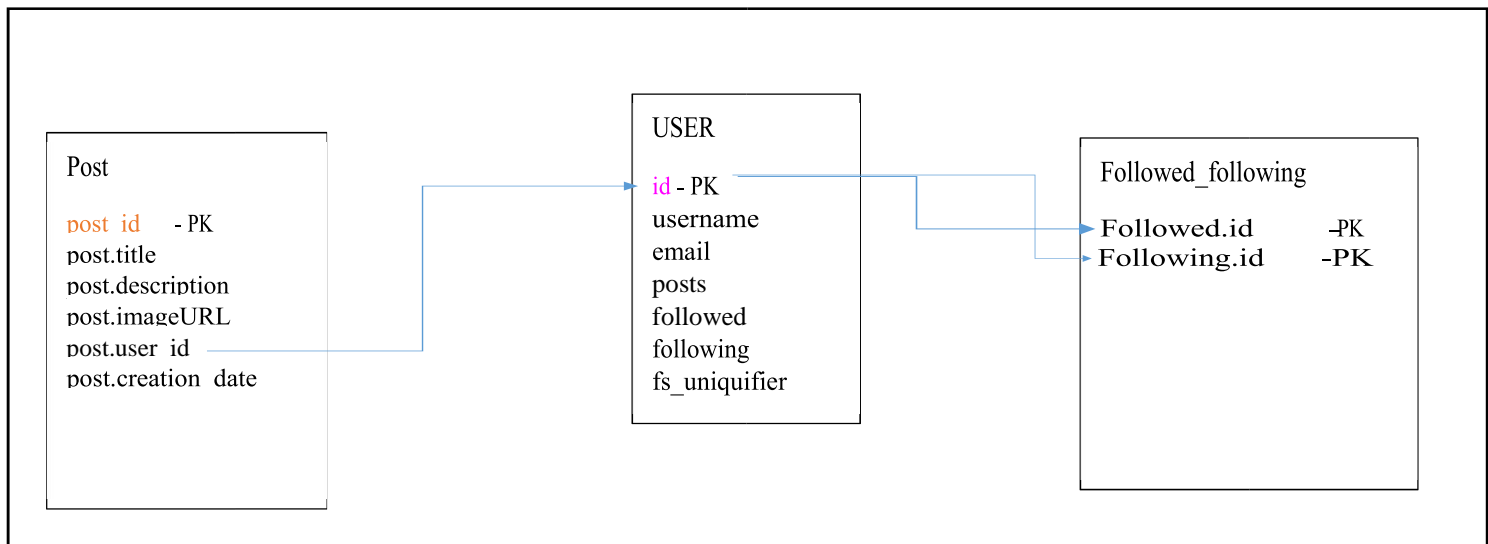 Post
post_id - PK
post.title
post.description
post.imageURL
post.user_id
post.creation_date
USER
id - PK
username
email
posts
followed
following
fs_uniquifier
Followed_following
Followed.id -PK
Following.id -PK